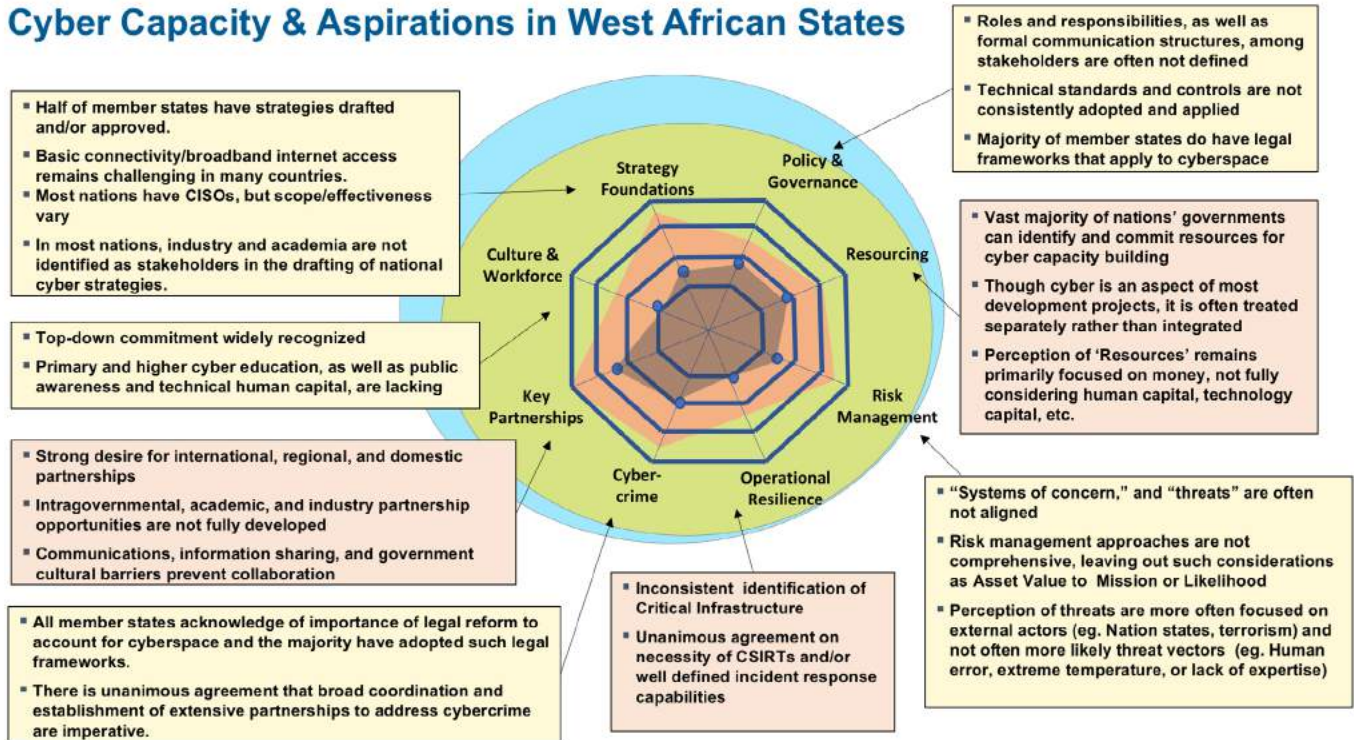 Cyber Capacity & Aspirations in West African States
▪ Roles and responsibilities, as well as
formal communication structures, among
stakeholders are often not defined
▪ Technical standards and controls are not
consistently adopted and applied
▪ Majority of member states do have legal
frameworks that apply to cyberspace
▪ Half of member states have strategies drafted
and/or approved.
▪ Basic connectivity/broadband internet access
remains challenging in many countries.
▪ Most nations have CISOs, but scope/effectiveness
vary
▪ In most nations, industry and academia are not
identified as stakeholders in the drafting of national
cyber strategies.
Strategy
Foundations
Policy &
Governance
Culture &
Workforce
Resourcing
▪ Vast majority of nations' governments
can identify and commit resources for
cyber capacity building
▪ Though cyber is an aspect of most
development projects, it is often treated
separately rather than integrated
▪ Perception of 'Resources' remains
primarily focused on money, not fully
considering human capital, technology
capital, etc.
▪ Top-down commitment widely recognized
▪ Primary and higher cyber education, as well as public
awareness and technical human capital, are lacking
Key
Partnerships
Risk
Management
Cyber-
crime
Operational
Resilience
▪ Strong desire for international, regional, and domestic
partnerships
▪ Intragovernmental, academic, and industry partnership
opportunities are not fully developed
▪ Communications, information sharing, and government
cultural barriers prevent collaboration
▪ "Systems of concern," and "threats" are often
not aligned
▪ Risk management approaches are not
comprehensive, leaving out such considerations
as Asset Value to Mission or Likelihood
▪ Perception of threats are more often focused on
external actors (eg. Nation states, terrorism) and
not often more likely threat vectors (eg. Human
error, extreme temperature, or lack of expertise)
▪ Inconsistent identification of
Critical Infrastructure
▪ Unanimous agreement on
necessity of CSIRTs and/or
well defined incident response
capabilities
▪ All member states acknowledge of importance of legal reform to
account for cyberspace and the majority have adopted such legal
frameworks.
▪ There is unanimous agreement that broad coordination and
establishment of extensive partnerships to address cybercrime
are imperative.